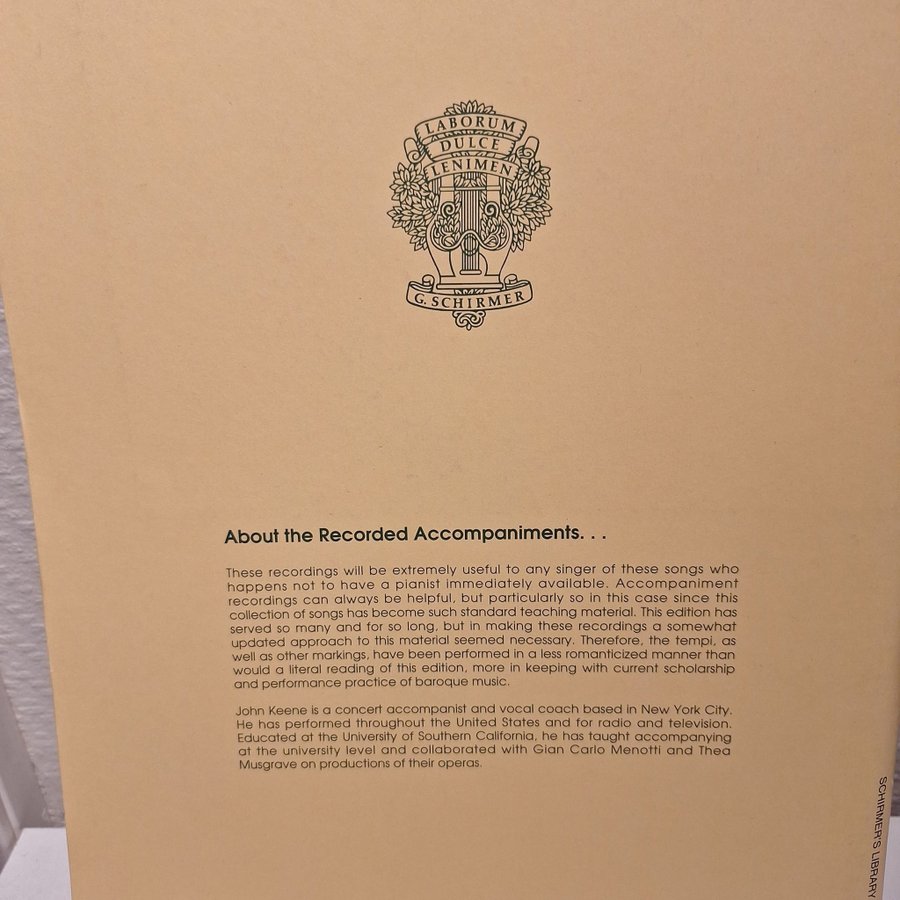 LABORUM
DULCE
LENIMEN
G. SCHIRMER
About the Recorded Accompaniments. . .
These recordings will be extremely useful to any singer of these songs who
happens not to have a pianist immediately available. Accompaniment
recordings can always be helpful, but particularly so in this case since this
collection of songs has become such standard teaching material. This edition has
served so many and for so long, but in making these recordings a somewhat
updated approach to this material seemed necessary. Therefore, the tempi, as
well as other markings, have been performed in a less romanticized manner than
would a literal reading of this edition, more in keeping with current scholarship
and performance practice of baroque music.
John Keene is a concert accompanist and vocal coach based in New York City.
He has performed throughout the United States and for radio and television.
Educated at the University of Southern California, he has taught accompanying
at the university level and collaborated with Gian Carlo Menotti and Thea
Musgrave on productions of their operas.
SCHIRMER'S LIBRARY